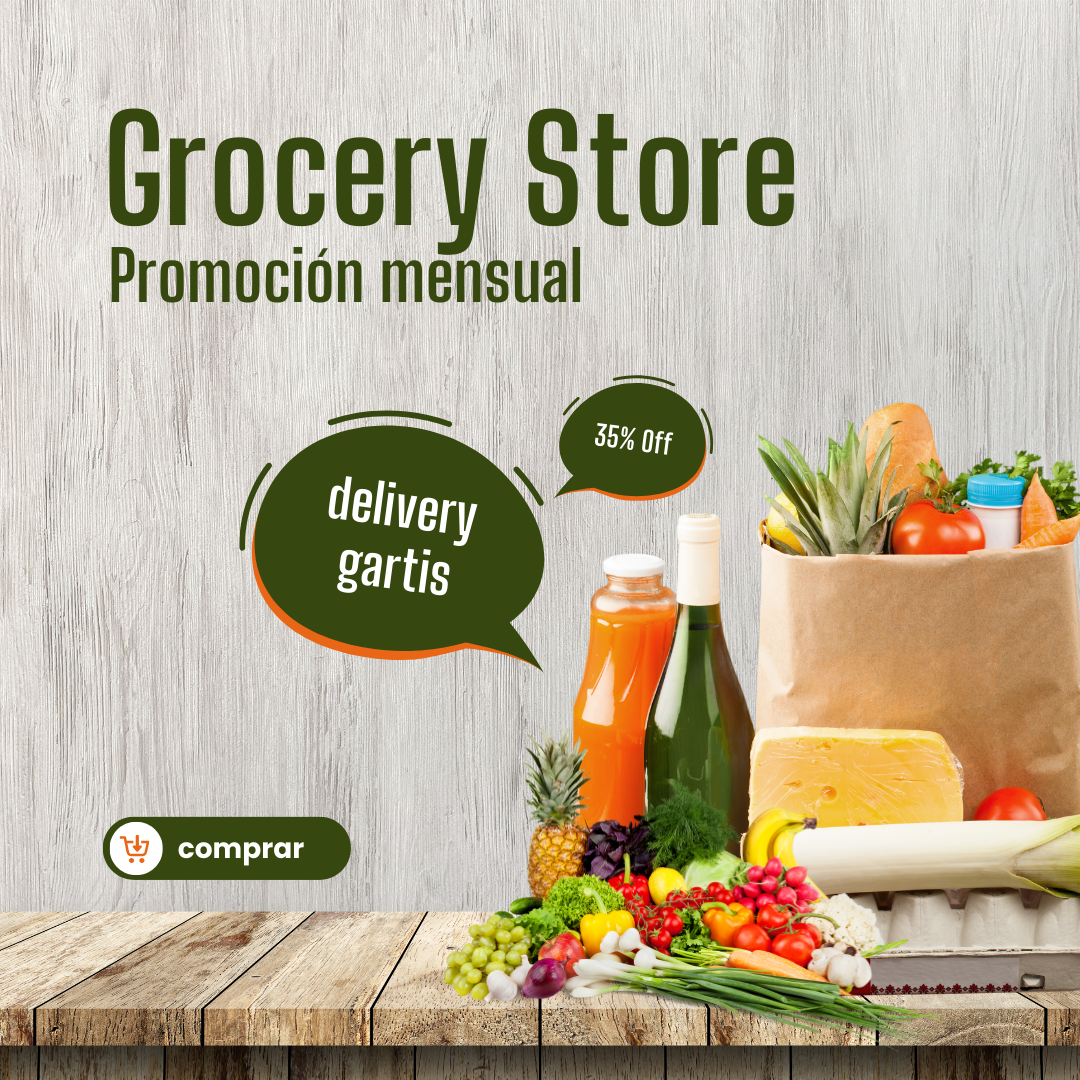 Grocery Store
Promoción mensual
35% Off
delivery
gartis
comprar